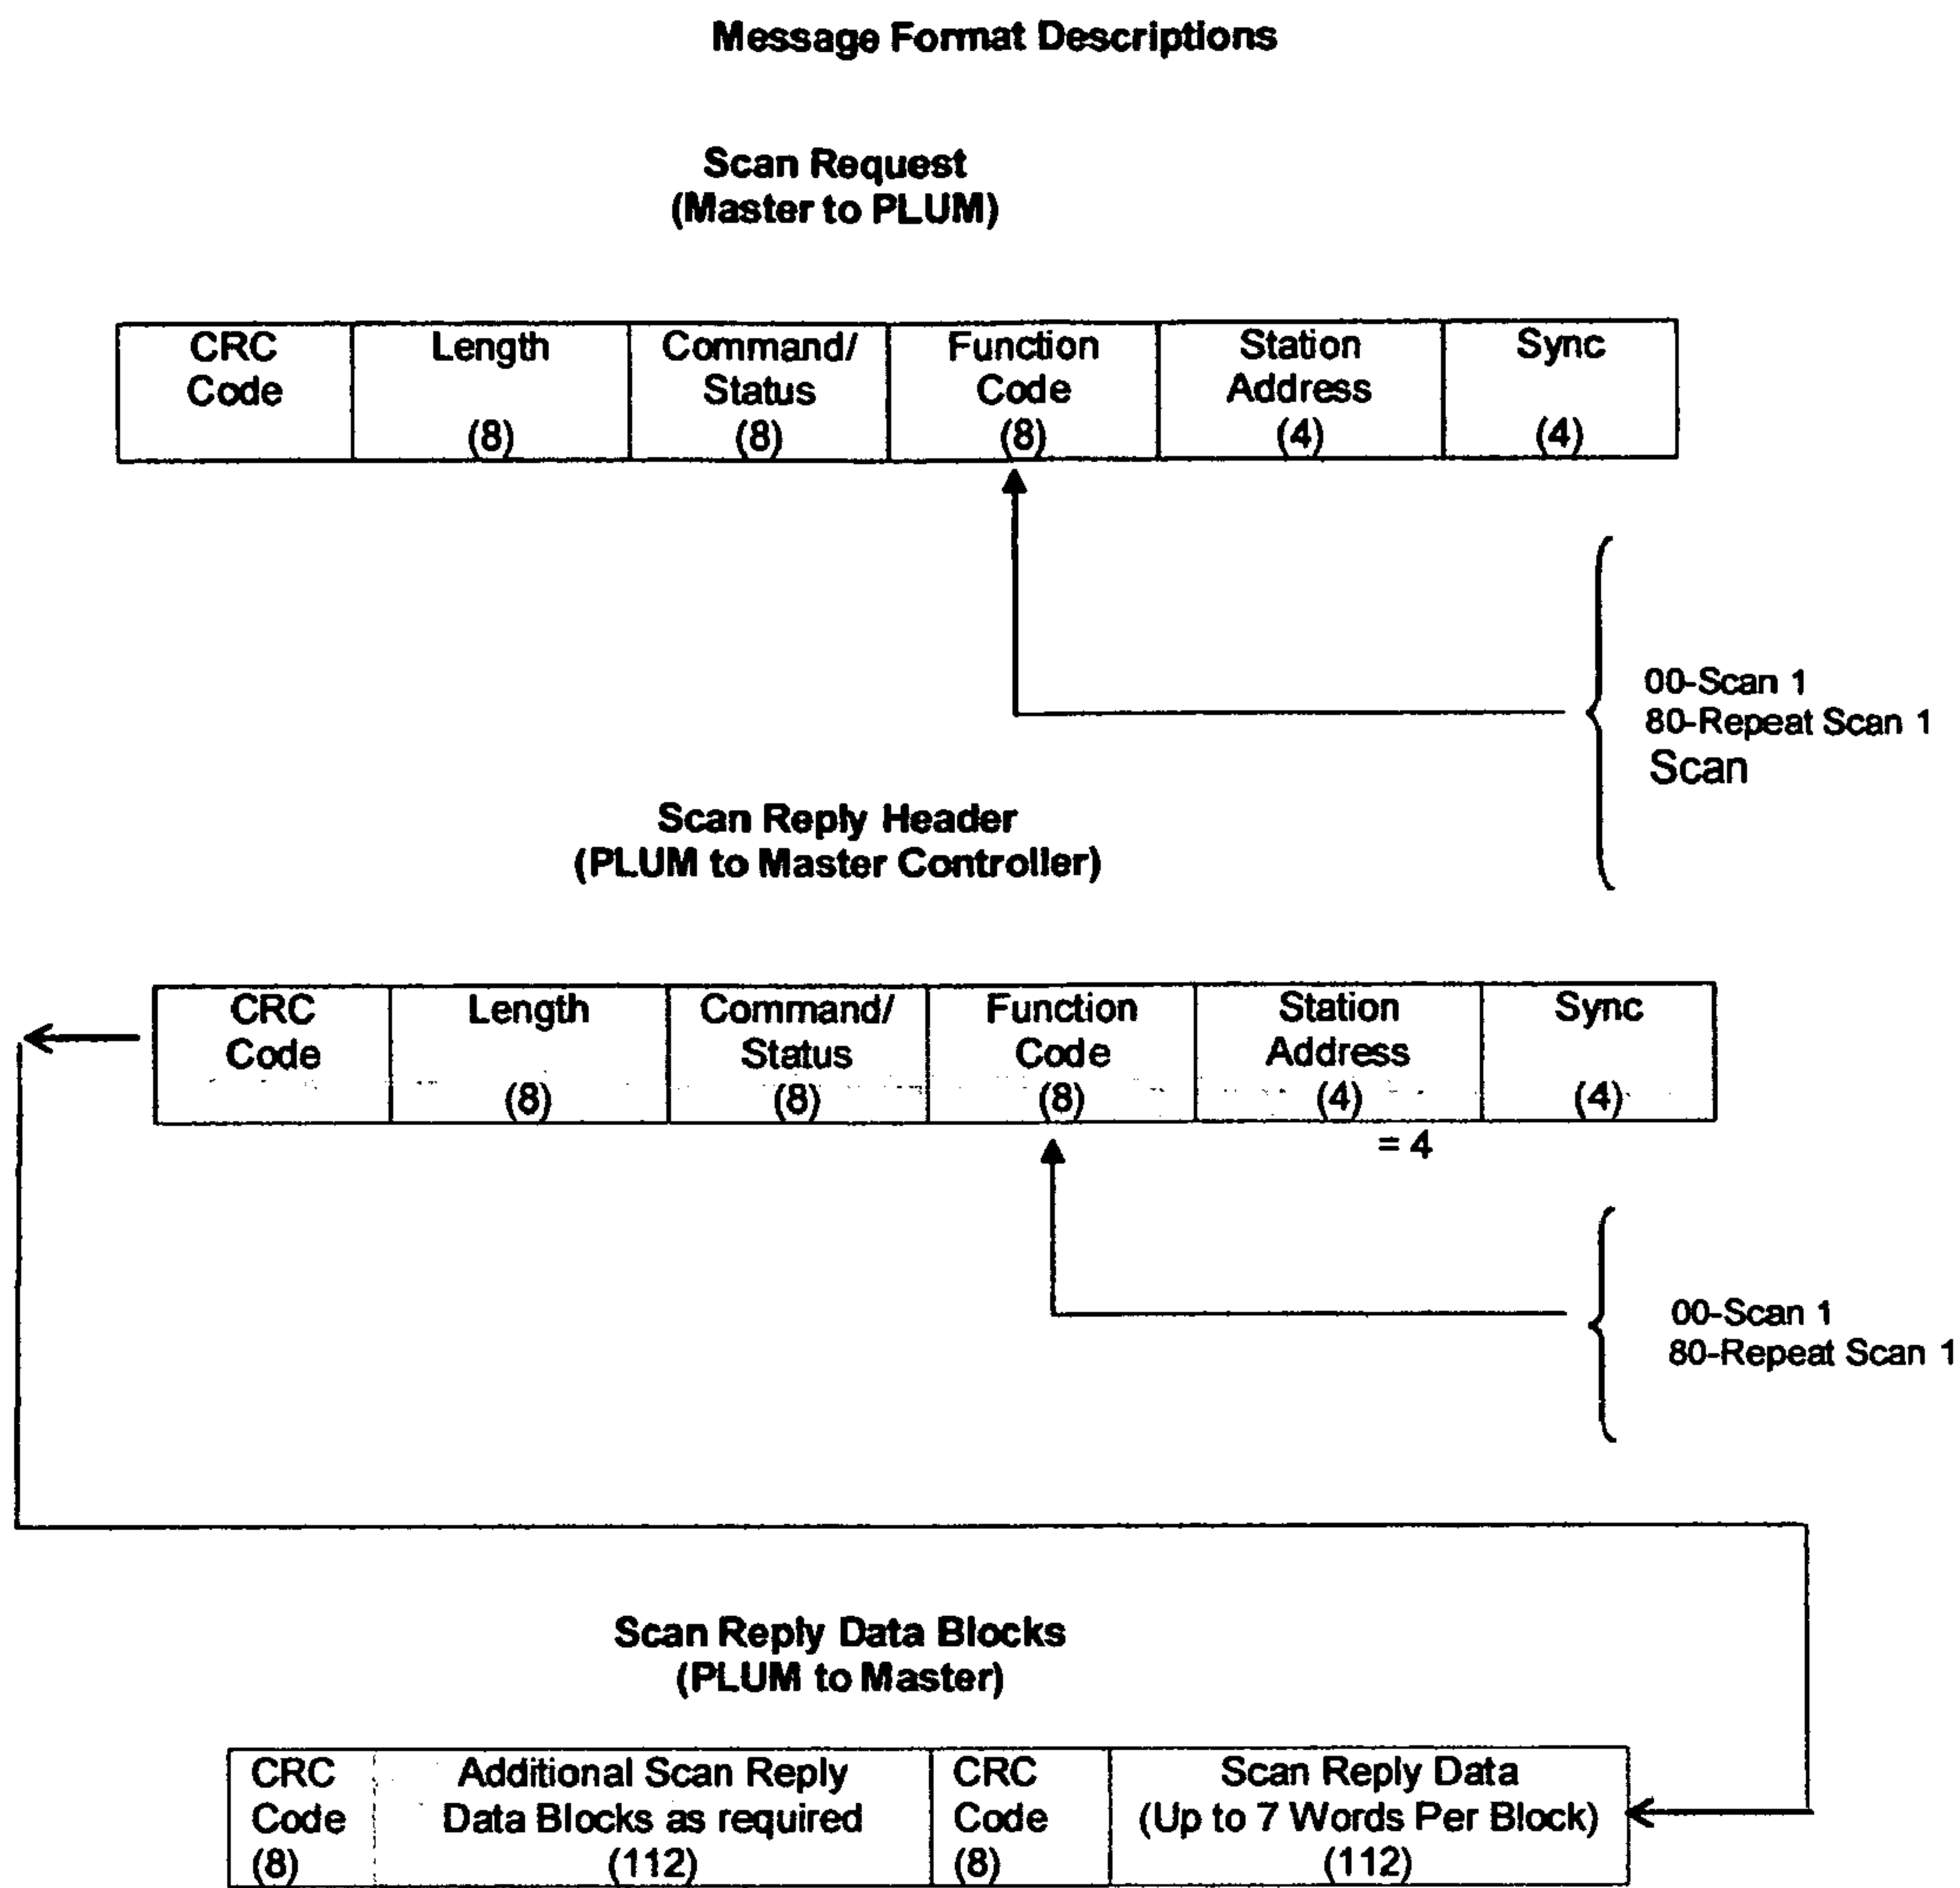 Message Format Descriptions
Scan Request
(Master to PLUM)
CRC
Code
Length
(8)
Command/
Status
(8)
Function
Code
(8)
Station
Address
(4)
Sync
(4)
00-Scan 1
80-Repeat Scan 1
Scan
Scan Reply Header
(PLUM to Master Controller)
CRC
Code
Length
(8)
Command/
Status
(8)
Function
Code
(8)
Station
Address
(4)
= 4
Sync
(4)
00-Scan 1
80-Repeat Scan 1
Scan Reply Data Blocks
(PLUM to Master)
CRC
Code
(8)
Additional Scan Reply
Data Blocks as required
(112)
CRC
Code
(8)
Scan Reply Data
(Up to 7 Words Per Block)
(112)